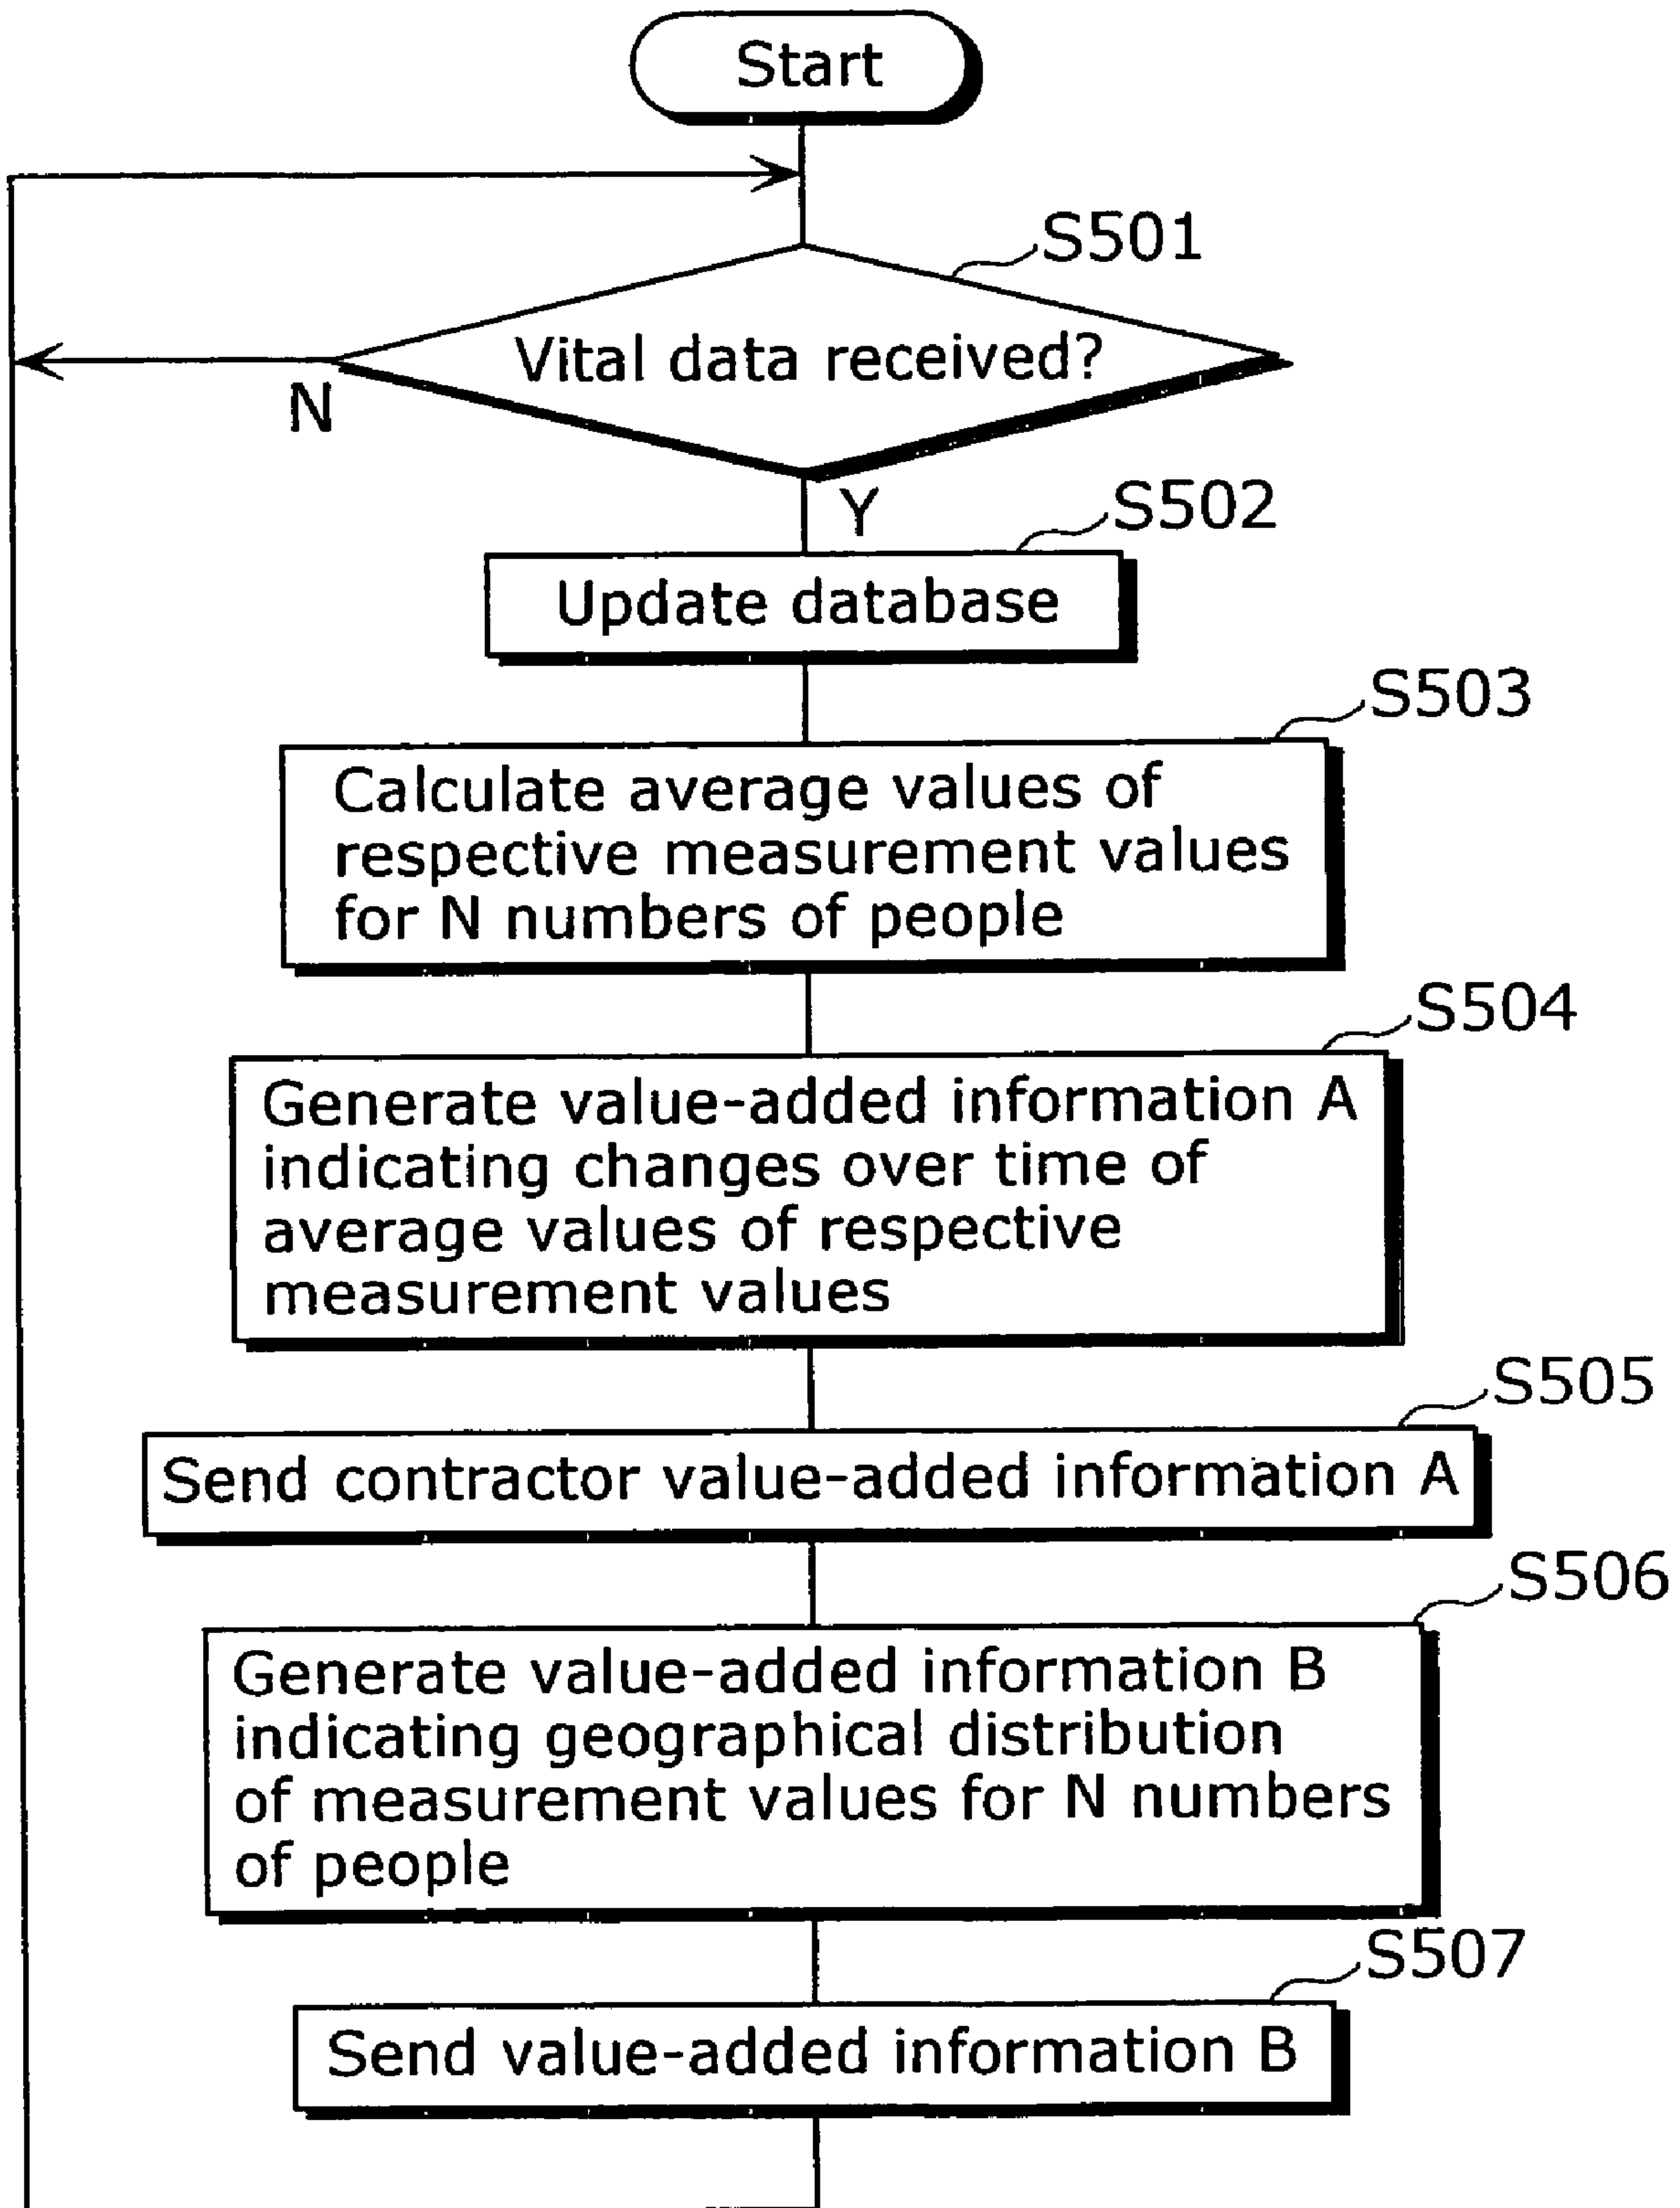 Start
S501
Vital data received?
N
Y
S502
Update database
S503
Calculate average values of
respective measurement values
for N numbers of people
S504
Generate value-added information A
indicating changes over time of
average values of respective
measurement values
S505
Send contractor value-added information A
S506
Generate value-added information B
indicating geographical distribution
of measurement values for N numbers
of people
S507
Send value-added information B